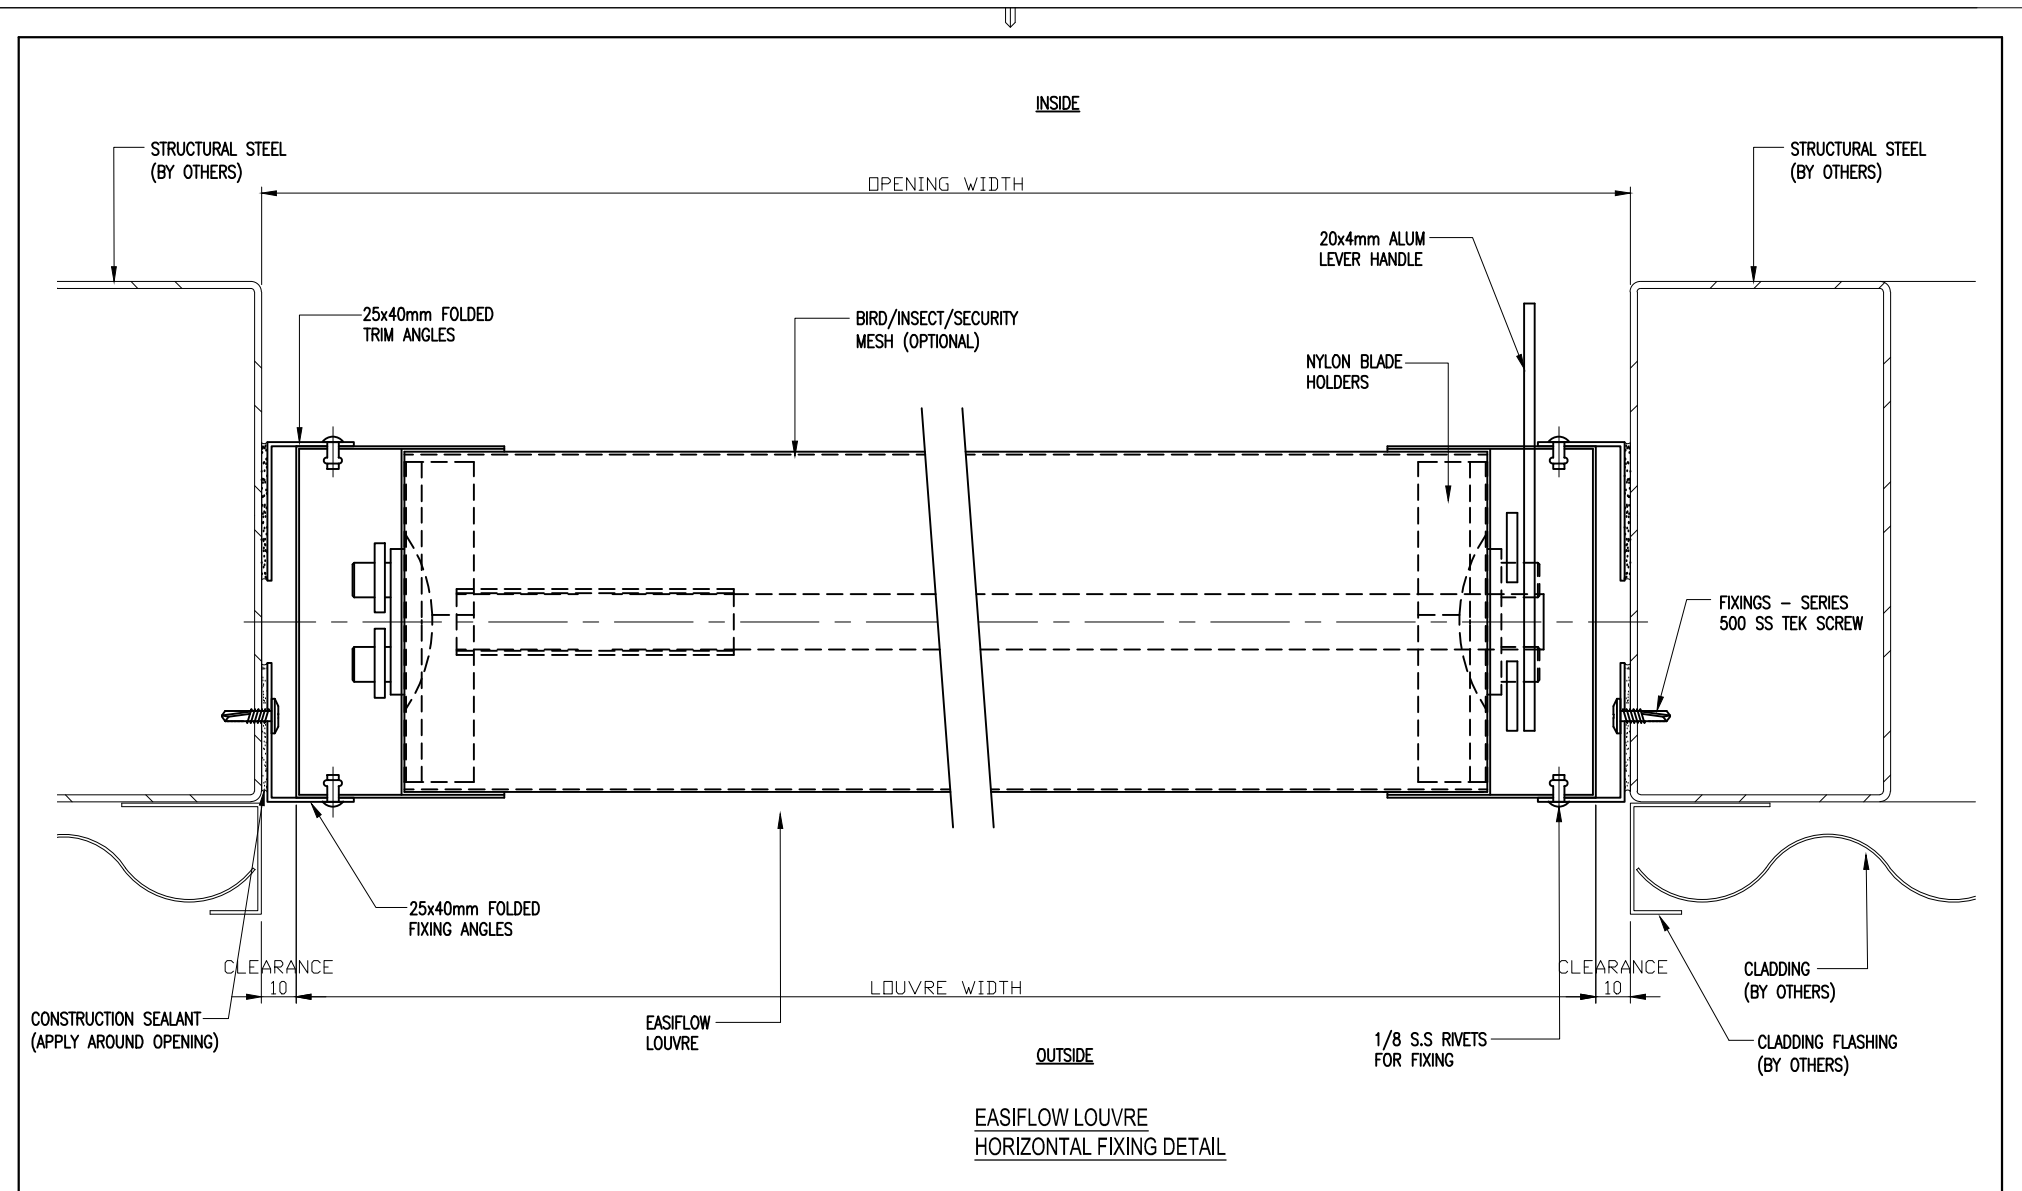 INSIDE
STRUCTURAL STEEL
(BY OTHERS)
STRUCTURAL STEEL
(BY OTHERS)
OPENING WIDTH
20x4mm ALUM
LEVER HANDLE
25x40mm FOLDED
TRIM ANGLES
BIRD/INSECT/SECURITY
MESH (OPTIONAL)
NYLON BLADE
HOLDERS
FIXINGS - SERIES
500 SS TEK SCREW
25x40mm FOLDED
FIXING ANGLES
CLEARANCE
10
LOUVRE WIDTH
CLEARANCE
10
CLADDING
(BY OTHERS)
CONSTRUCTION SEALANT
(APPLY AROUND OPENING)
EASIFLOW
LOUVRE
OUTSIDE
1/8 S.S RIVETS
FOR FIXING
CLADDING FLASHING
(BY OTHERS)
EASIFLOW LOUVRE
HORIZONTAL FIXING DETAIL